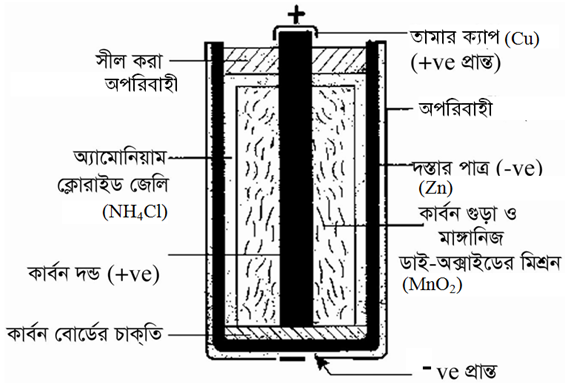 +
তামার ক্যাপ (Cu)
(+ve প্রান্ত)
সীল করা
অপরিবাহী
অপরিবাহী
অ্যামোনিয়াম
ক্লোরাইড জেলি
(NH₄Cl)
দস্তার পাত্র (-ve)
(Zn)
কার্বন গুড়া ও
মাঙ্গানিজ
ডাই-অক্সাইডের মিশ্রন
(MnO₂)
কার্বন দন্ড (+ve)
কার্বন বোর্ডের চাক্‌তি
-
-ve প্রান্ত